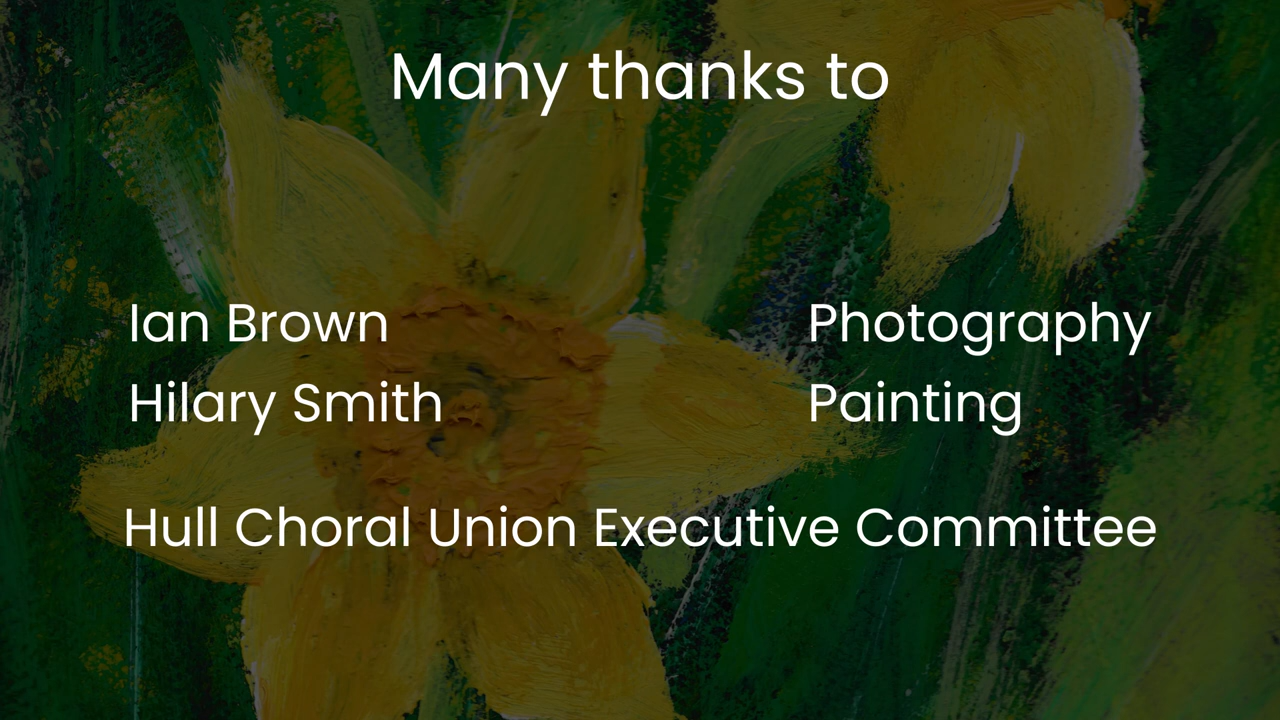 Many thanks to
Ian Brown Photography
Hilary Smith Painting
Hull Choral Union Executive Committee